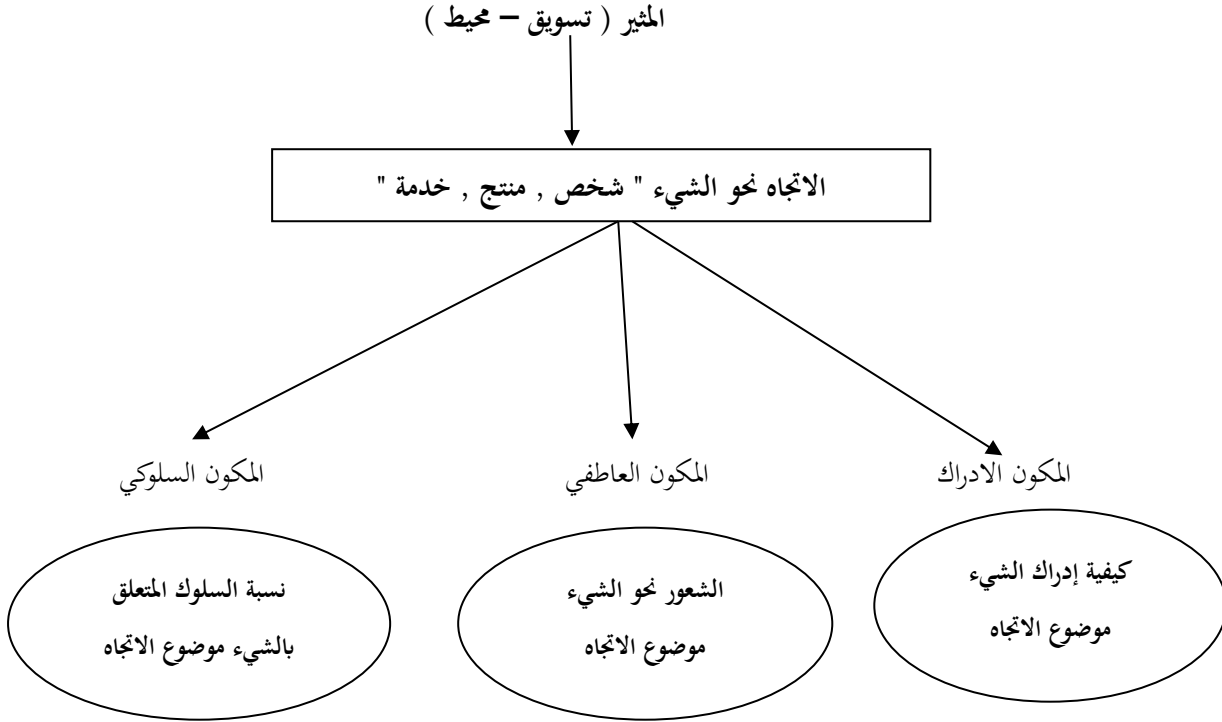 المثير ( تسويق – محيط )
الاتجاه نحو الشيء " شخص , منتج , خدمة "
المكون الادراك
المكون العاطفي
المكون السلوكي
كيفية إدراك الشيء
موضوع الاتجاه
الشعور نحو الشيء
موضوع الاتجاه
نسبة السلوك المتعلق
بالشيء موضوع الاتجاه